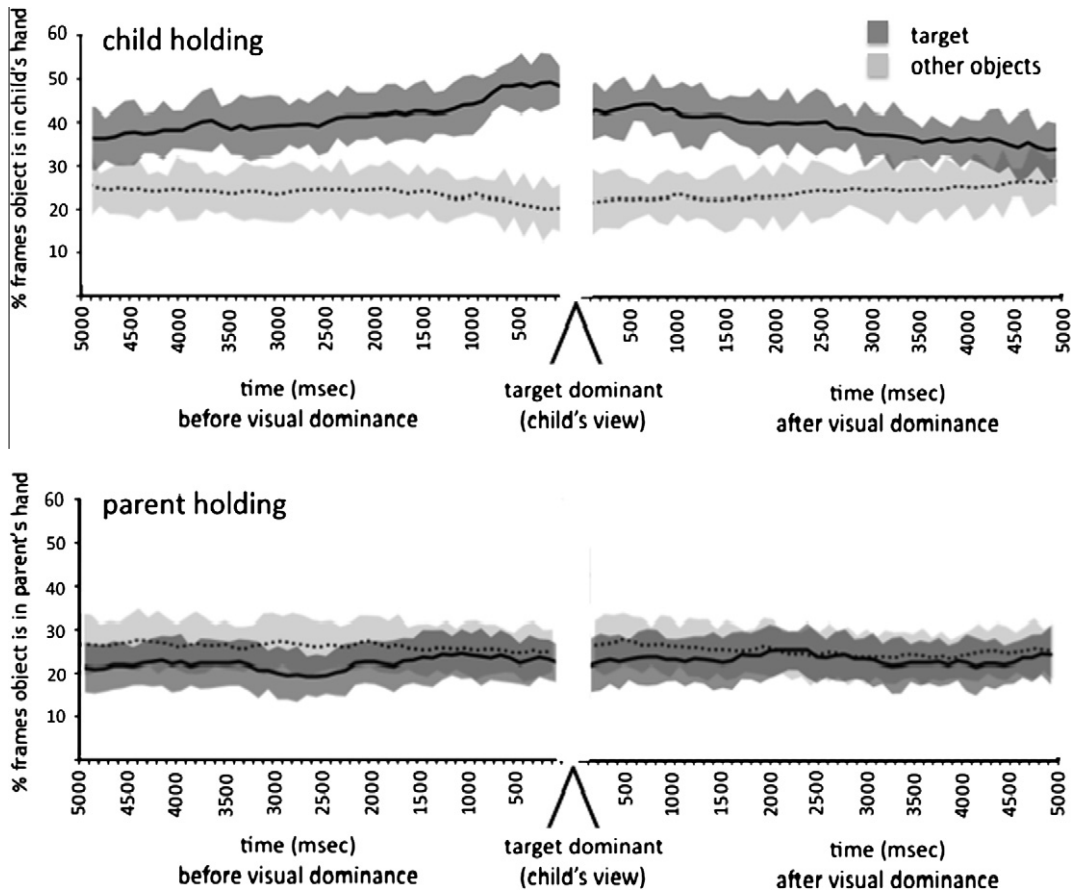 child holding
target
other objects
% frames object is in child's hand
60
50
40
30
20
10
5000 4500 4000 3500 3000 2500 2000 1500 1000 500
500 1000 1500 2000 2500 3000 3500 4000 4500 5000
time (msec)
before visual dominance
target dominant
(child's view)
time (msec)
after visual dominance
parent holding
% frames object is in parent's hand
60
50
40
30
20
10
5000 4500 4000 3500 3000 2500 2000 1500 1000 500
500 1000 1500 2000 2500 3000 3500 4000 4500 5000
time (msec)
before visual dominance
target dominant
(child's view)
time (msec)
after visual dominance